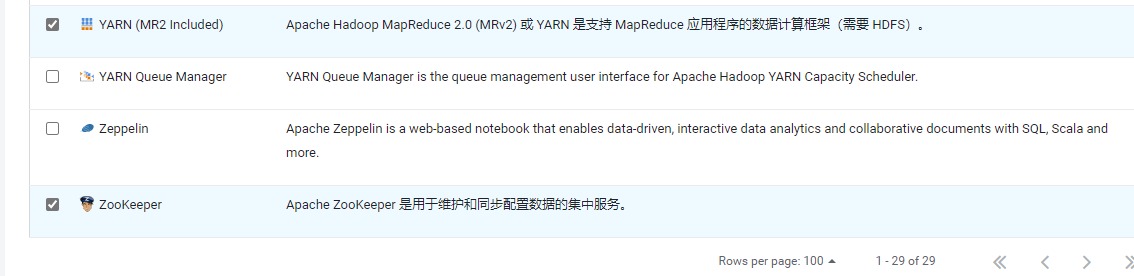 YARN (MR2 Included) Apache Hadoop MapReduce 2.0 (MRv2) 或 YARN 是支持 MapReduce 应用程序的数据计算框架（需要 HDFS）。
YARN Queue Manager YARN Queue Manager is the queue management user interface for Apache Hadoop YARN Capacity Scheduler.
Zeppelin Apache Zeppelin is a web-based notebook that enables data-driven, interactive data analytics and collaborative documents with SQL, Scala and
more.
ZooKeeper Apache ZooKeeper 是用于维护和同步配置数据的集中服务。
Rows per page: 100 1 - 29 of 29